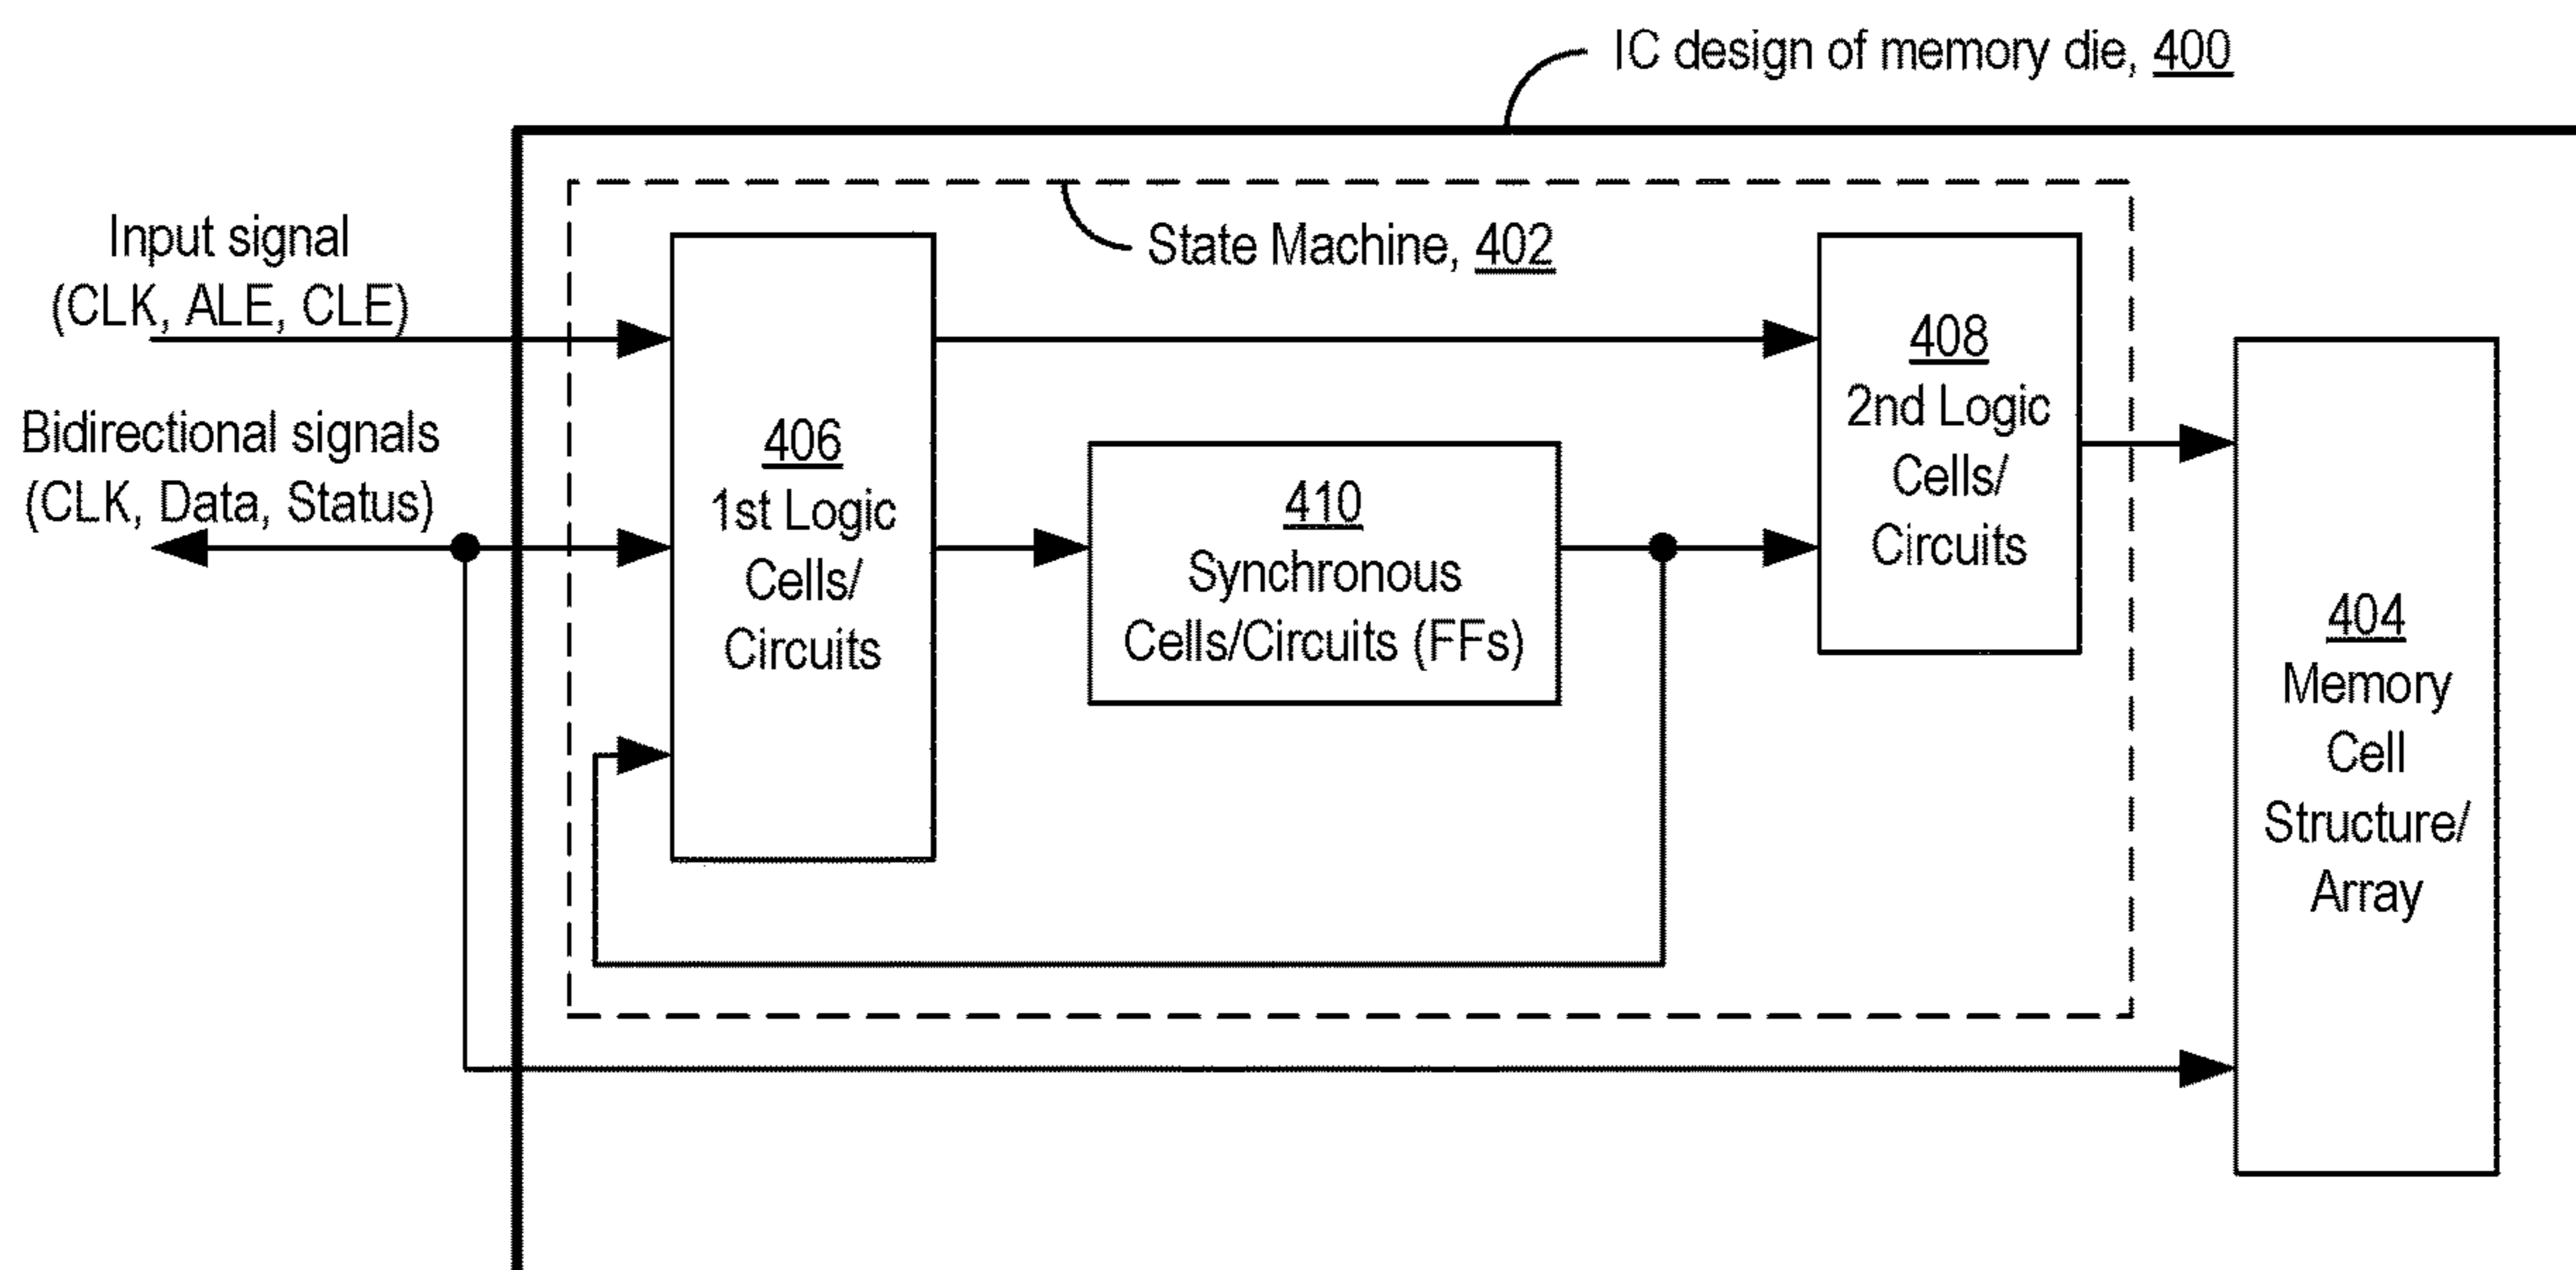 IC design of memory die, 400
State Machine, 402
Input signal
(CLK, ALE, CLE)
Bidirectional signals
(CLK, Data, Status)
406
1st Logic
Cells/
Circuits
410
Synchronous
Cells/Circuits (FFs)
408
2nd Logic
Cells/
Circuits
404
Memory
Cell
Structure/
Array